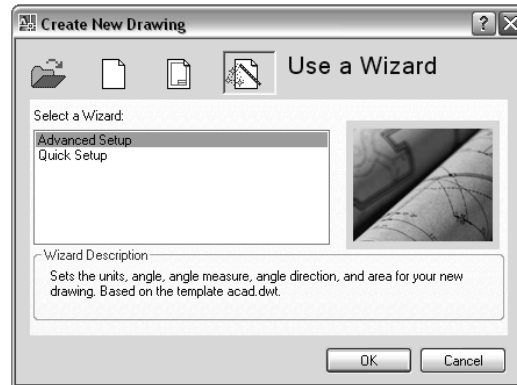 Create New Drawing
Use a Wizard
Select a Wizard:
Advanced Setup
Quick Setup
Wizard Description
Sets the units, angle, angle measure, angle direction, and area for your new
drawing. Based on the template acad.dwt.
OK
Cancel